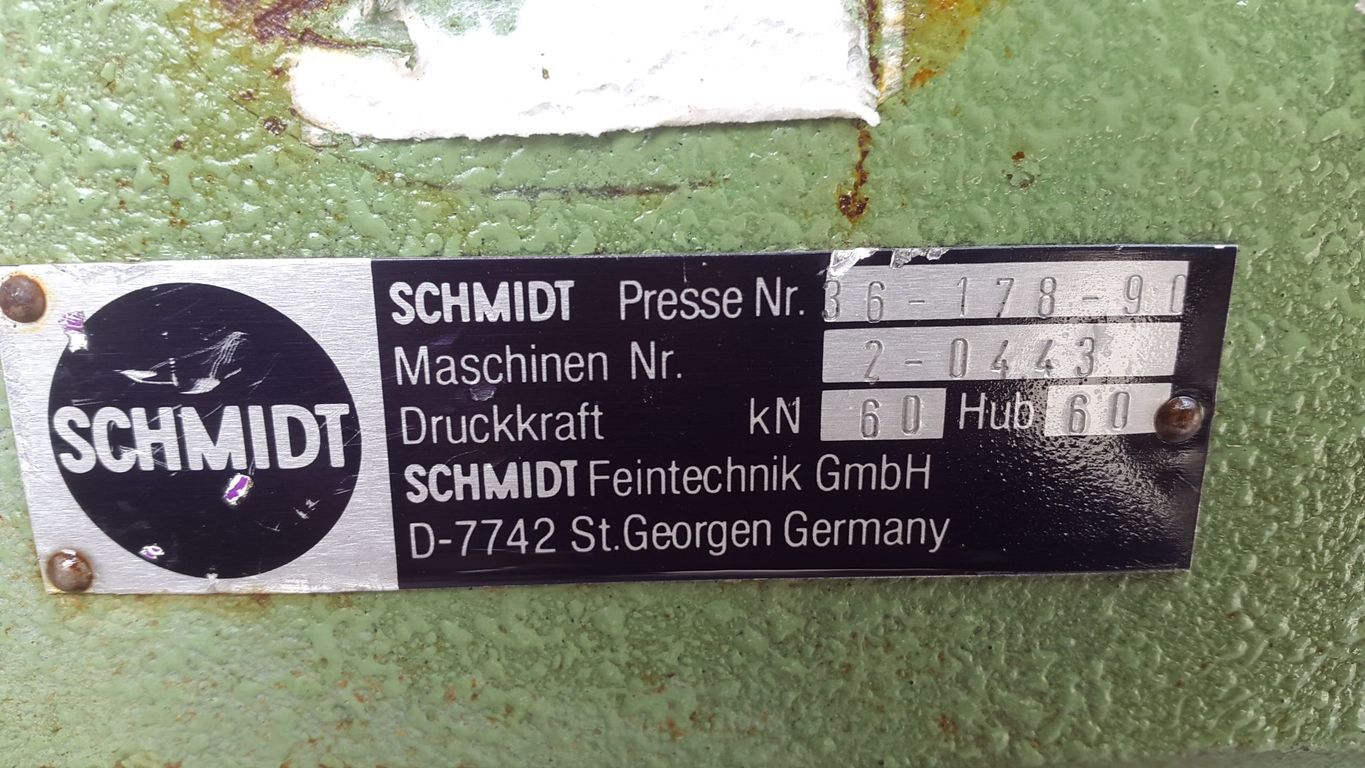 SCHMIDT
SCHMIDT Presse Nr. 36-178-90
Maschinen Nr. 2-0443
Druckkraft kN 60 Hub 60
SCHMIDT Feintechnik GmbH
D-7742 St.Georgen Germany